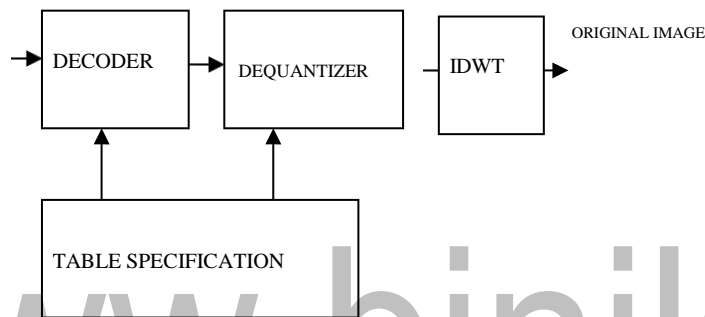 ORIGINAL IMAGE
DECODER
DEQUANTIZER
IDWT
TABLE SPECIFICATION